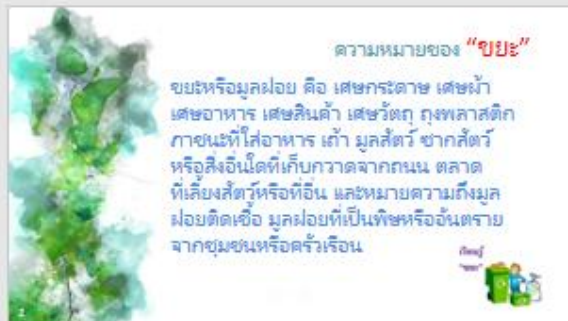 ความหมายของ “ขยะ”
ขยะหรือมูลฝอย คือ เศษกระดาษ เศษผ้า
เศษอาหาร เศษสินค้า เศษวัตถุ ถุงพลาสติก
ภาชนะที่ใส่อาหาร เถ้า มูลสัตว์ ซากสัตว์
หรือสิ่งอื่นใดที่เก็บกวาดจากถนน ตลาด
ที่เลี้ยงสัตว์หรือที่อื่น และหมายความถึงมูล
ฝอยติดเชื้อ มูลฝอยที่เป็นพิษหรืออันตราย
จากชุมชนหรือครัวเรือน
เรียนรู้
“ขยะ”